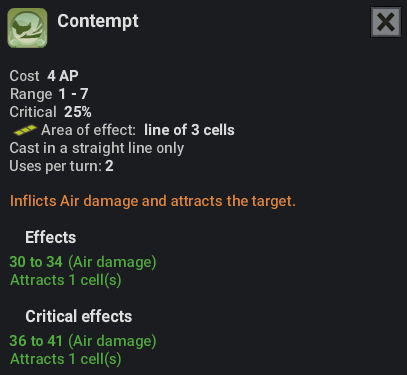 Contempt
Cost 4 AP
Range 1 - 7
Critical 25%
Area of effect: line of 3 cells
Cast in a straight line only
Uses per turn: 2
Inflicts Air damage and attracts the target.
Effects
30 to 34 (Air damage)
Attracts 1 cell(s)
Critical effects
36 to 41 (Air damage)
Attracts 1 cell(s)